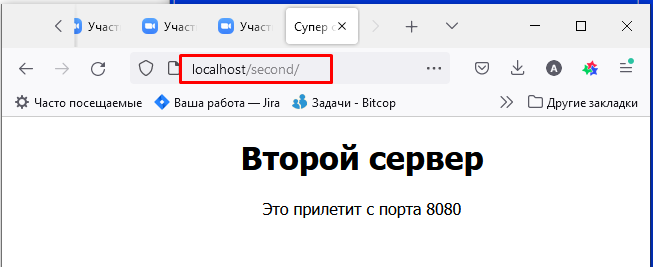 Участ
Участ
Участ
Супер с
localhost/second/
A
Часто посещаемые
Ваша работа — Jira
Задачи - Bitcop
Другие закладки
Второй сервер
Это прилетит с порта 8080